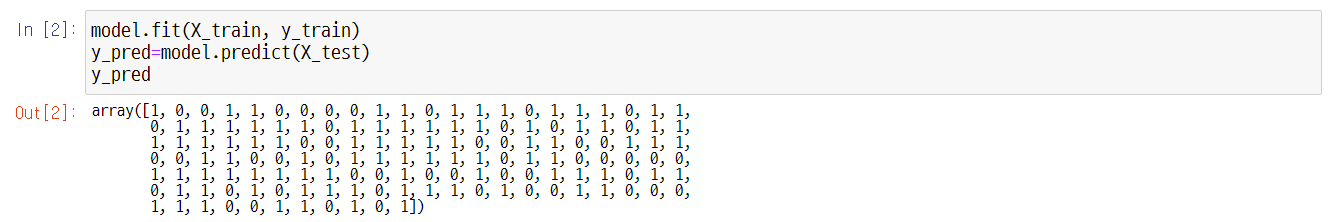 In [2]: model.fit(X_train, y_train)
y_pred=model.predict(X_test)
y_pred
Out[2]: array([1, 0, 0, 1, 1, 0, 0, 0, 0, 1, 1, 0, 1, 1, 1, 0, 1, 1, 1, 0, 1, 1,
0, 1, 1, 1, 1, 1, 1, 0, 1, 1, 1, 1, 1, 1, 0, 1, 0, 1, 1, 0, 1, 1,
1, 1, 1, 1, 1, 1, 0, 0, 1, 1, 1, 1, 1, 0, 0, 1, 1, 0, 0, 1, 1, 1,
0, 0, 1, 1, 0, 0, 1, 0, 1, 1, 1, 1, 1, 1, 0, 1, 1, 0, 0, 0, 0, 0,
1, 1, 1, 1, 1, 1, 1, 1, 0, 0, 1, 0, 0, 1, 0, 0, 1, 1, 1, 0, 1, 1,
0, 1, 1, 0, 1, 0, 1, 1, 1, 0, 1, 1, 1, 0, 1, 0, 0, 1, 1, 0, 0, 0,
1, 1, 1, 0, 0, 1, 1, 0, 1, 0, 1])